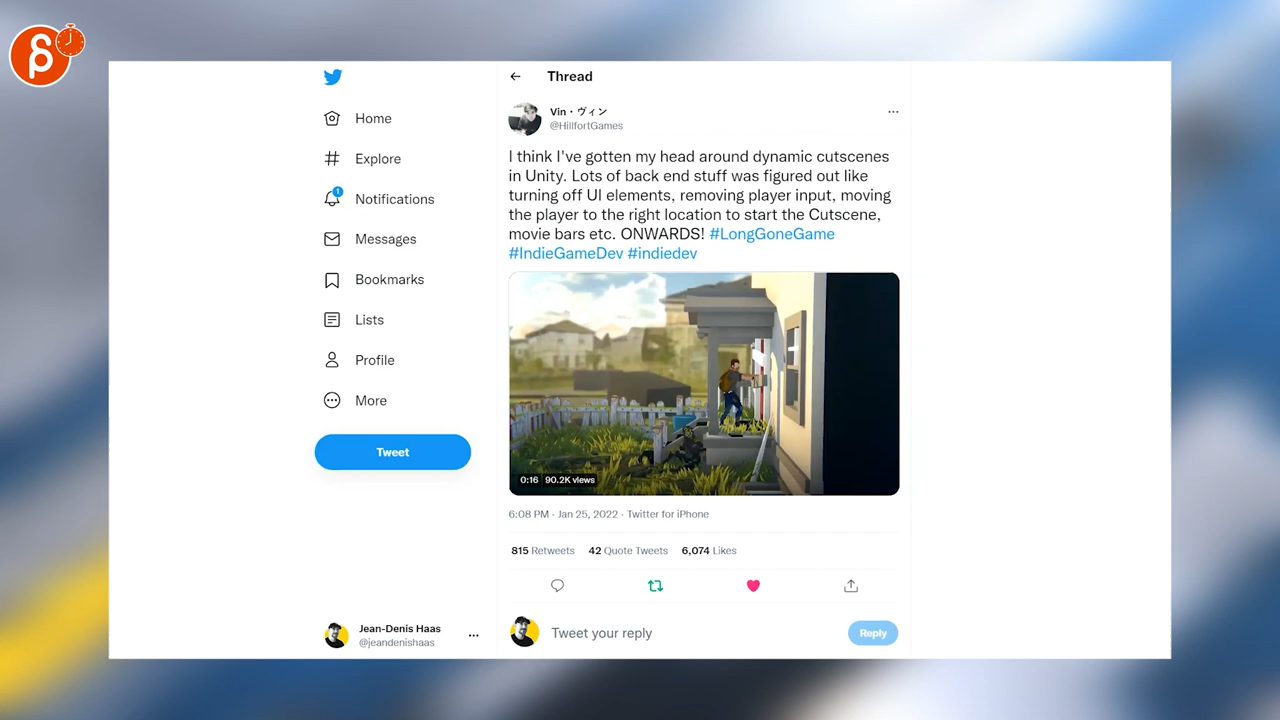 Thread
Vin・ヴィン
@HillfortGames
Home
Explore
1
Notifications
Messages
Bookmarks
Lists
Profile
More
Tweet
I think I've gotten my head around dynamic cutscenes
in Unity. Lots of back end stuff was figured out like
turning off UI elements, removing player input, moving
the player to the right location to start the Cutscene,
movie bars etc. ONWARDS! #LongGoneGame
#IndieGameDev #indiedev
0:16 90.2K views
6:08 PM · Jan 25, 2022 · Twitter for iPhone
815 Retweets 42 Quote Tweets 6,074 Likes
Jean-Denis Haas
@jeandenishaas
Tweet your reply
Reply